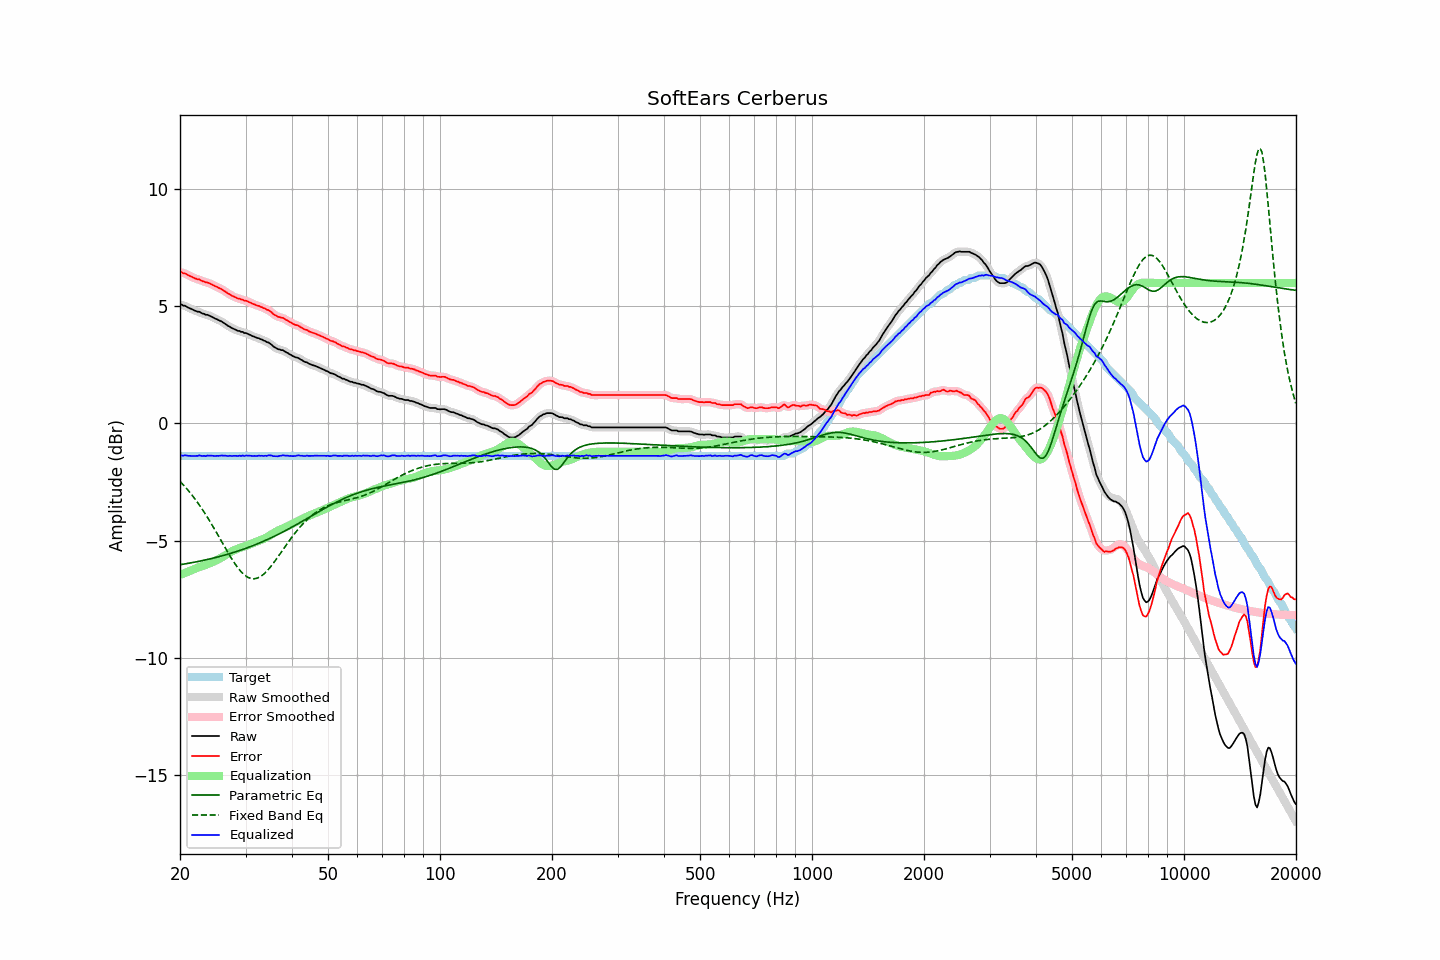 SoftEars Cerberus
Amplitude (dBr)
10
5
0
−5
−10
−15
Target
Raw Smoothed
Error Smoothed
Raw
Error
Equalization
Parametric Eq
Fixed Band Eq
Equalized
20 50 100 200 500 1000 2000 5000 10000 20000
Frequency (Hz)